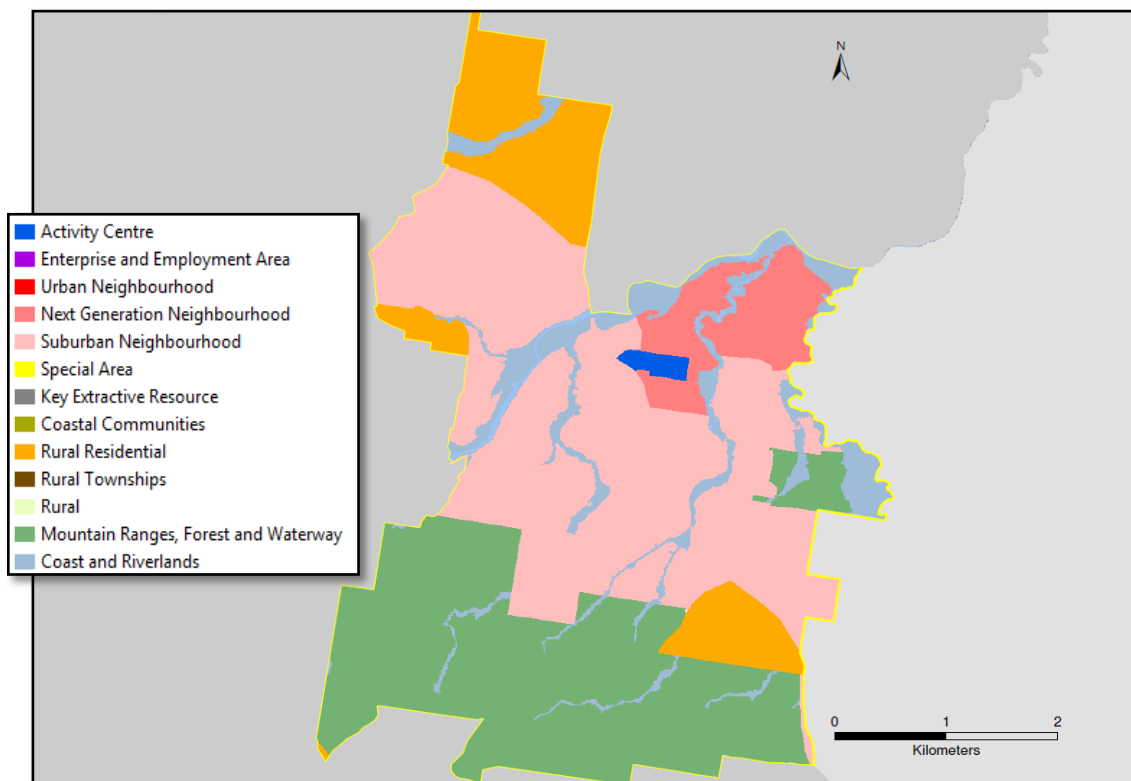 N
Activity Centre
Enterprise and Employment Area
Urban Neighbourhood
Next Generation Neighbourhood
Suburban Neighbourhood
Special Area
Key Extractive Resource
Coastal Communities
Rural Residential
Rural Townships
Rural
Mountain Ranges, Forest and Waterway
Coast and Riverlands
0 1 2
Kilometers